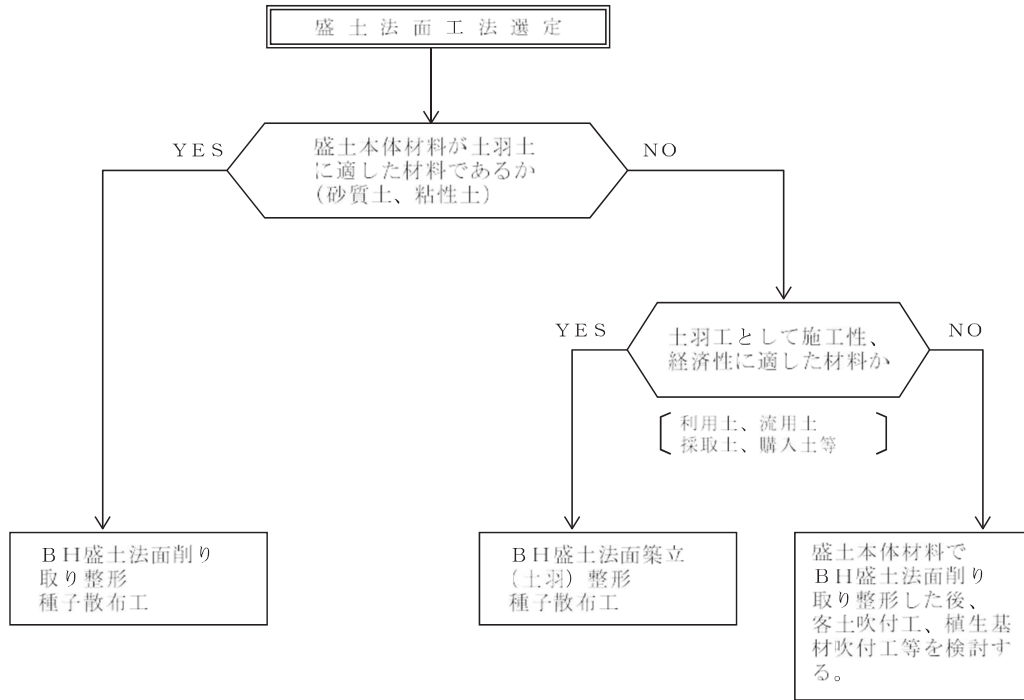 盛土法面工法選定
YES
盛土本体材料が土羽土
に適した材料であるか
(砂質土、粘性土)
NO
YES
土羽工として施工性、
経済性に適した材料か
NO
利用土、流用土
採取土、購入土等
ＢＨ盛土法面削り
取り整形
種子散布工
ＢＨ盛土法面築立
(土羽)整形
種子散布工
盛土本体材料で
ＢＨ盛土法面削り
取り整形した後、
客土吹付工、植生基
材吹付工等を検討す
る。